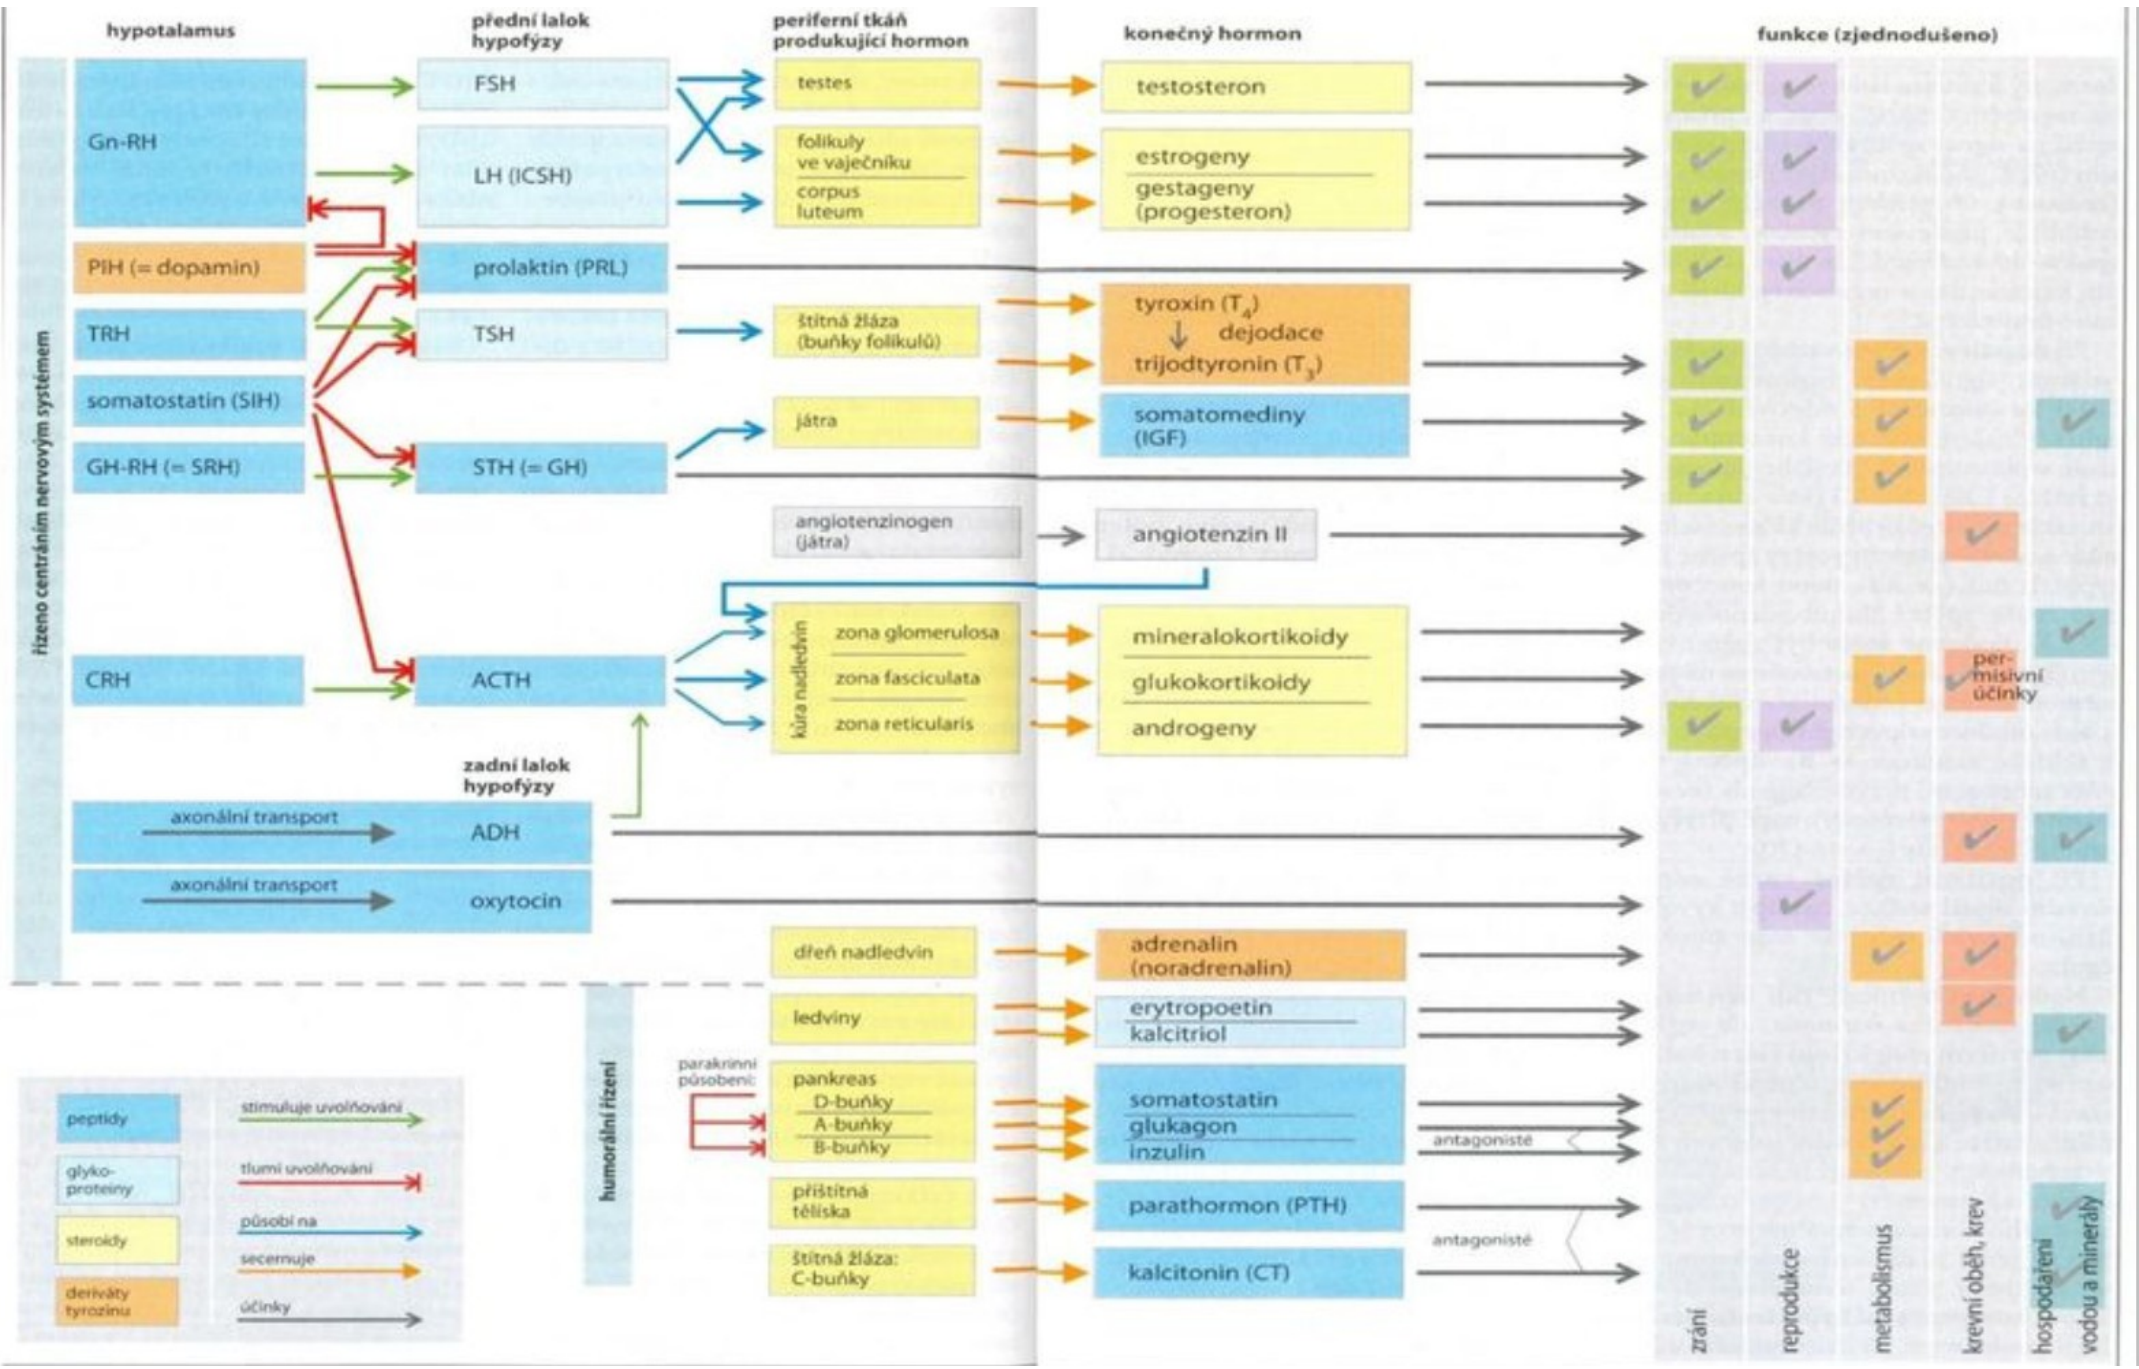 hypotalamus
přední lalok
hypofýzy
periferní tkáň
produkující hormon
konečný hormon
funkce (zjednodušeno)
řízeno centrálním nervovým systémem
Gn-RH
FSH
LH (ICSH)
testes
folikuly
ve vaječníku
corpus
luteum
testosteron
estrogeny
gestageny
(progesteron)
PIH (= dopamin)
prolaktin (PRL)
TRH
TSH
štítná žláza
(buňky folikulů)
tyroxin (T4)
dejodace
trijodtyronin (T3)
somatostatin (SIH)
játra
somatomediny
(IGF)
GH-RH (= SRH)
STH (= GH)
angiotenzinogen
(játra)
angiotenzin II
CRH
ACTH
kůra nadledvin
zona glomerulosa
zona fasciculata
zona reticularis
mineralokortikoidy
glukokortikoidy
androgeny
per-
misivní
účinky
zadní lalok
hypofýzy
axonální transport
ADH
axonální transport
oxytocin
dřeň nadledvin
adrenalin
(noradrenalin)
humorální řízení
ledviny
erytropoetin
kalcitriol
parakrinní
působení:
pankreas
D-buňky
A-buňky
B-buňky
somatostatin
glukagon
inzulin
antagonisté
příštitná
tělíska
parathormon (PTH)
antagonisté
štítná žláza:
C-buňky
kalcitonin (CT)
peptidy
glyko-
proteiny
steroidy
deriváty
tyrozinu
stimuluje uvolňování
tlumí uvolňování
působí na
secernuje
účinky
zrání
reprodukce
metabolismus
krevní oběh, krev
hospodaření
vodou a minerály